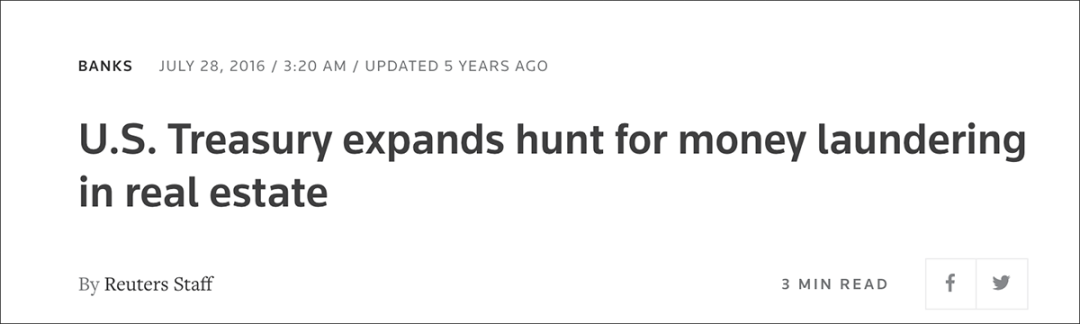 BANKS JULY 28, 2016 / 3:20 AM / UPDATED 5 YEARS AGO
U.S. Treasury expands hunt for money laundering
in real estate
By Reuters Staff 3 MIN READ